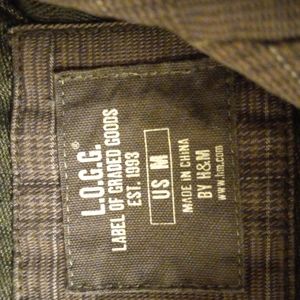 L.O.G.G.®
LABEL OF GRADED GOODS
EST. 1993
US M
MADE IN CHINA
BY H&M
www.hm.com